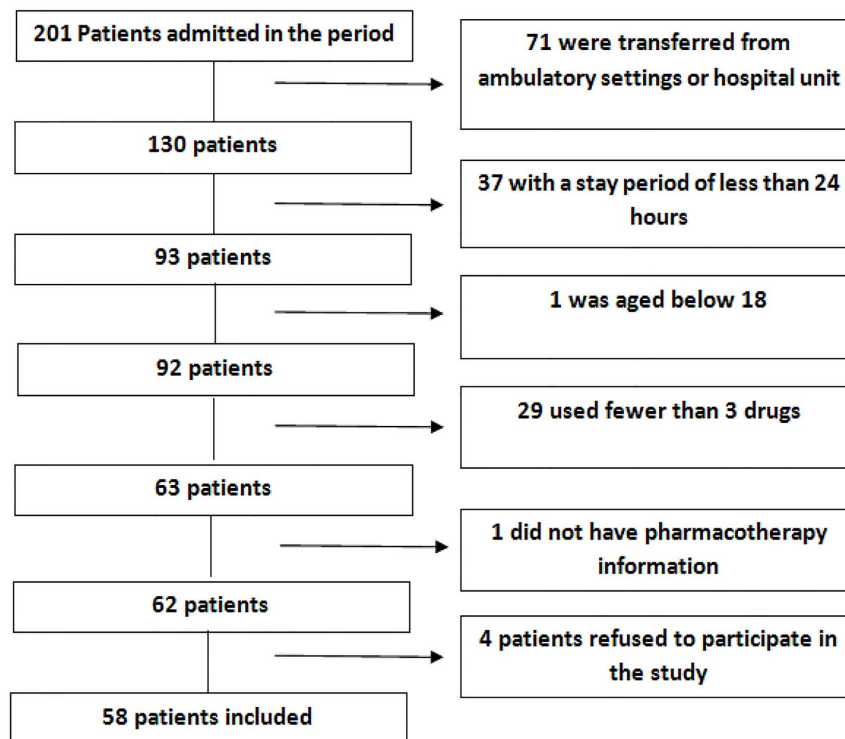 201 Patients admitted in the period
71 were transferred from
ambulatory settings or hospital unit
130 patients
37 with a stay period of less than 24
hours
93 patients
1 was aged below 18
92 patients
29 used fewer than 3 drugs
63 patients
1 did not have pharmacotherapy
information
62 patients
4 patients refused to participate in
the study
58 patients included